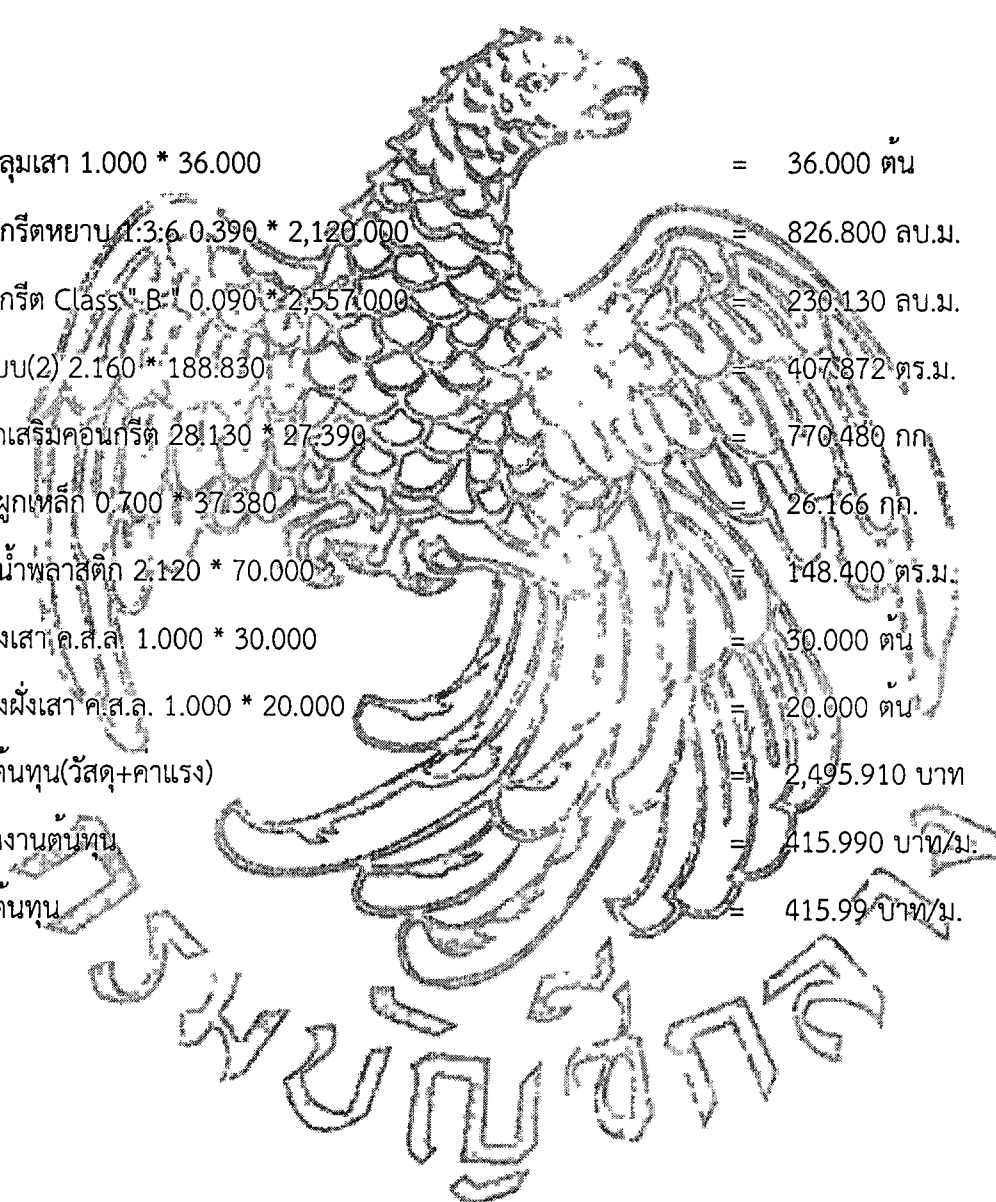 ลุมเสา 1.000 * 36.000 = 36.000 ต้น
กรีตหยาบ 1:3:6 0.390 * 2,120.000 = 826.800 ลบ.ม.
กรีต Class " B " 0.090 * 2,557.000 = 230.130 ลบ.ม.
บบ(2) 2.160 * 188.830 = 407.872 ตร.ม.
าเสริมคอนกรีต 28.130 * 27.390 = 770.480 กก.
ผูกเหล็ก 0.700 * 37.380 = 26.166 กก.
น้ำพลาสติก 2.120 * 70.000 = 148.400 ตร.ม.
งเสา ค.ส.ล. 1.000 * 30.000 = 30.000 ต้น
งฝั่งเสา ค.ส.ล. 1.000 * 20.000 = 20.000 ต้น
ต้นทุน(วัสดุ+ค่าแรง) = 2,495.910 บาท
างานต้นทุน = 415.990 บาท/ม.
ต้นทุน = 415.99 บาท/ม.